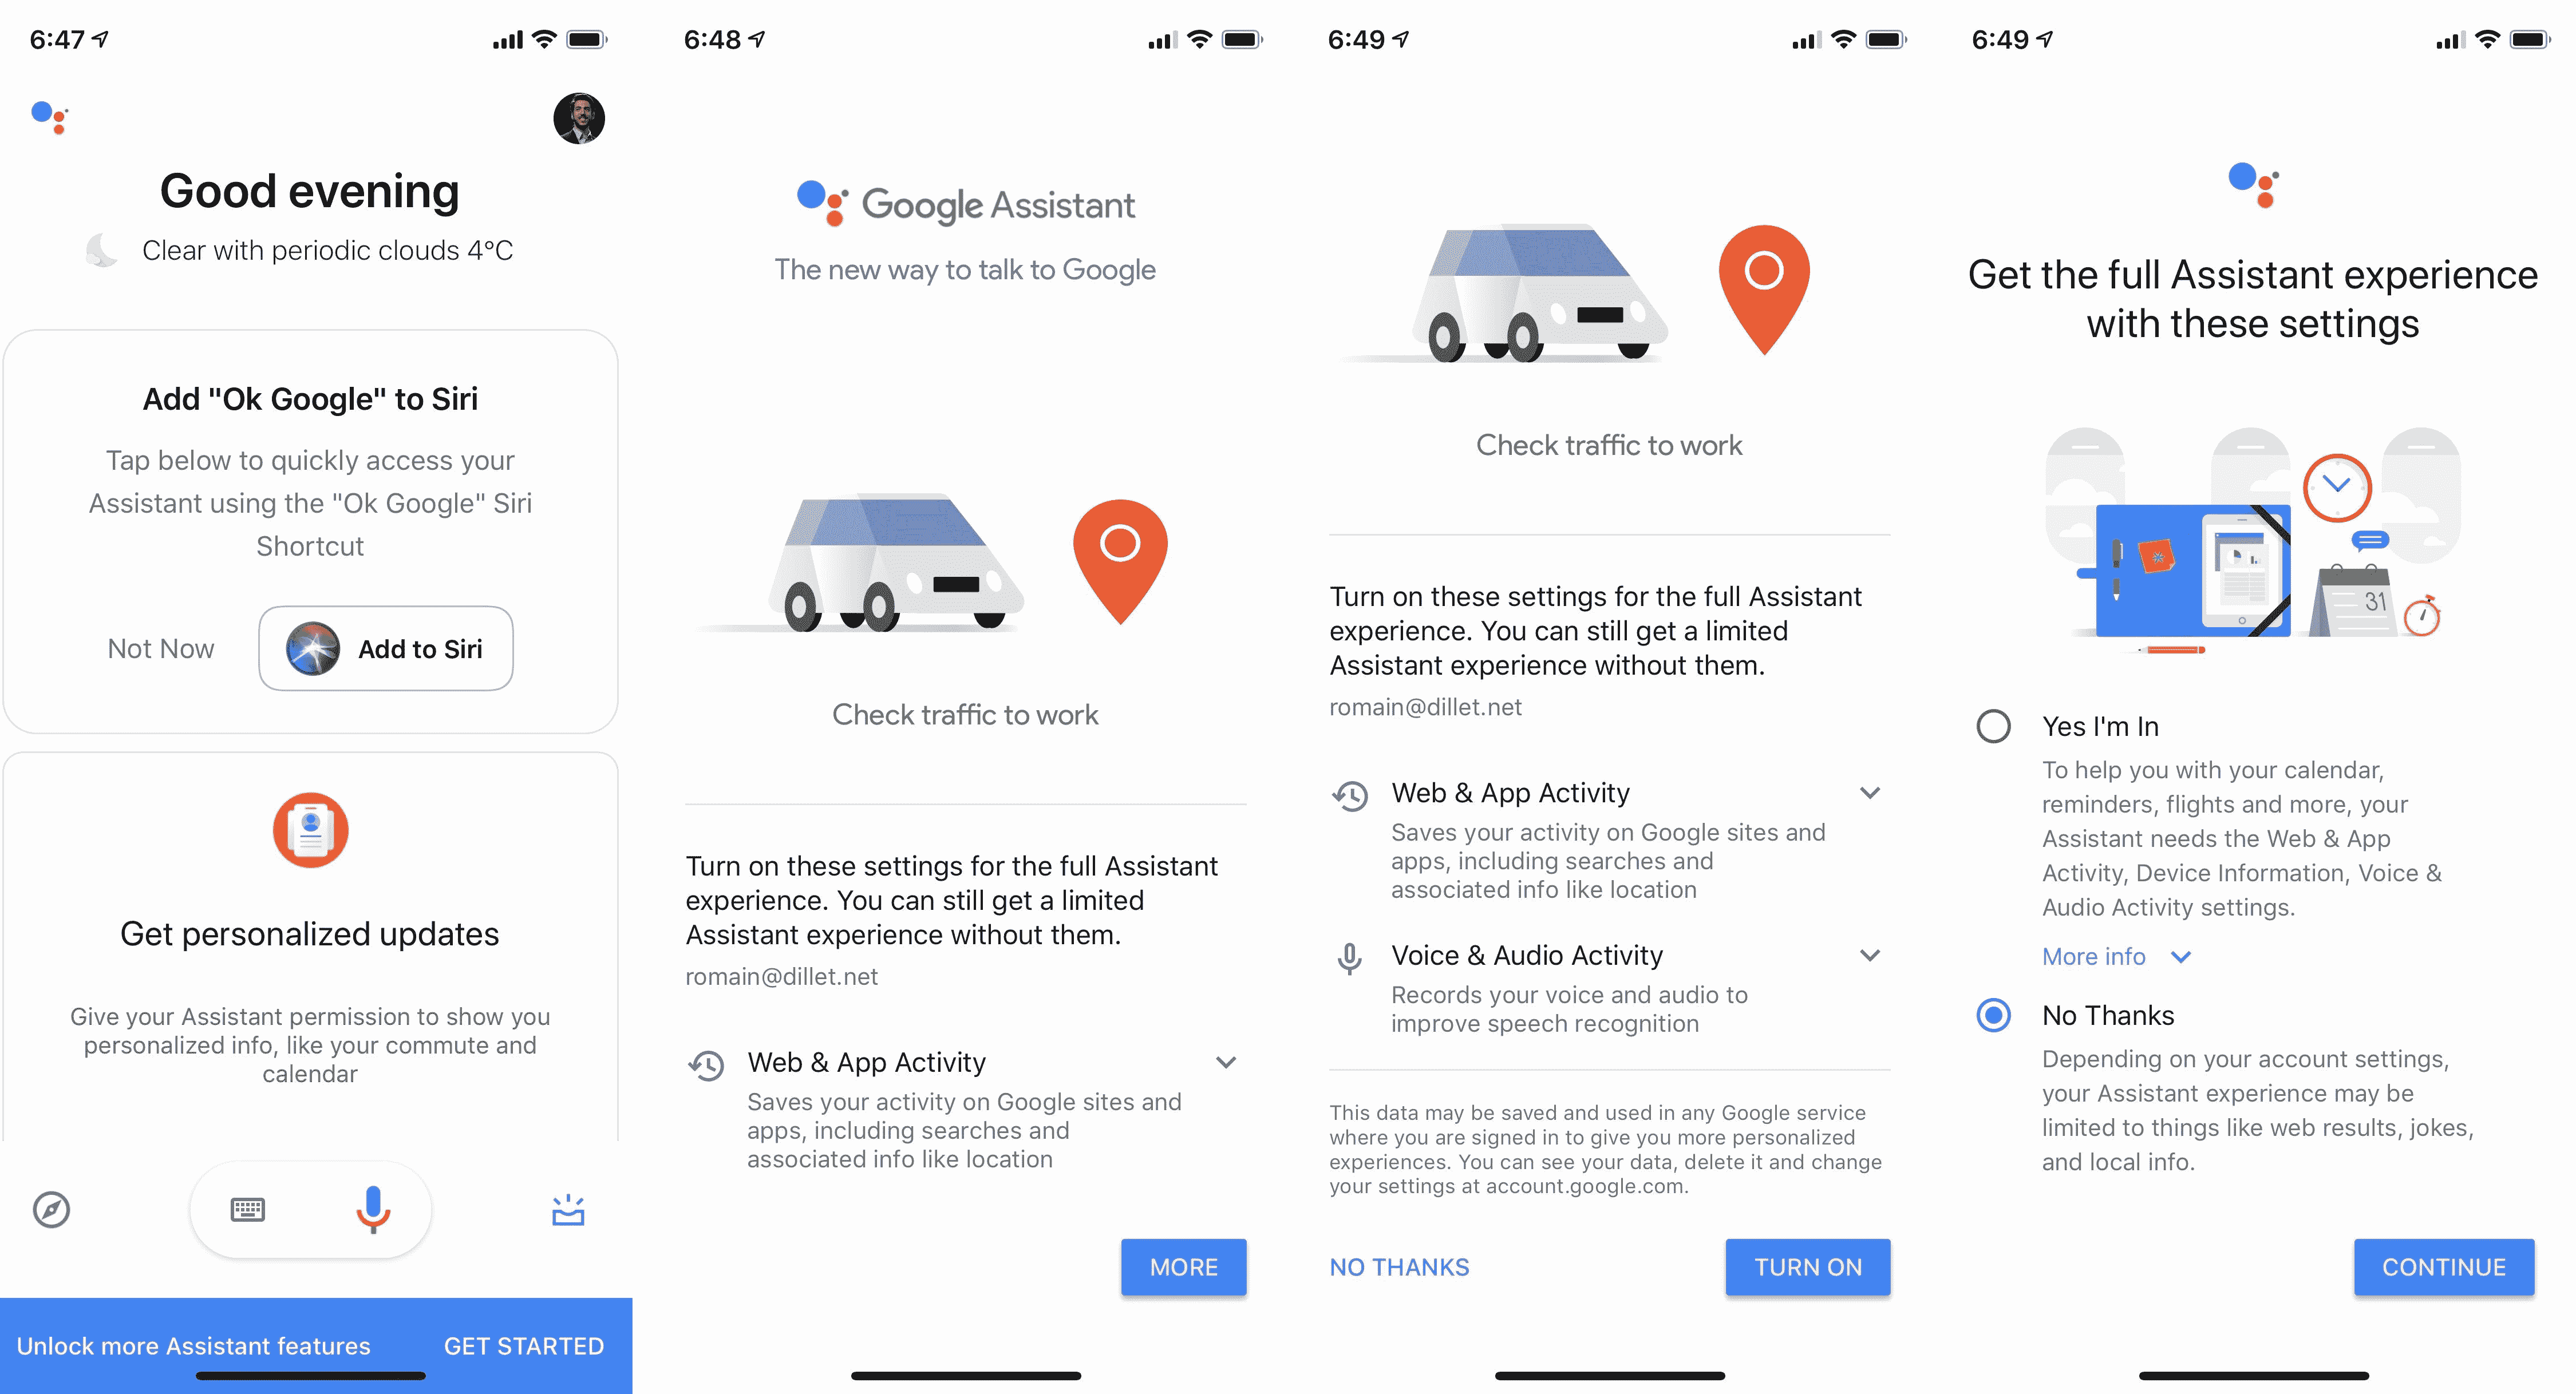 6:47
Good evening
Clear with periodic clouds 4°C
Add "Ok Google" to Siri
Tap below to quickly access your
Assistant using the "Ok Google" Siri
Shortcut
Not Now
Add to Siri
Get personalized updates
Give your Assistant permission to show you
personalized info, like your commute and
calendar
Unlock more Assistant features
GET STARTED
6:48
Google Assistant
The new way to talk to Google
Check traffic to work
Turn on these settings for the full Assistant
experience. You can still get a limited
Assistant experience without them.
romain@dillet.net
Web & App Activity
Saves your activity on Google sites and
apps, including searches and
associated info like location
MORE
6:49
Check traffic to work
Turn on these settings for the full Assistant
experience. You can still get a limited
Assistant experience without them.
romain@dillet.net
Web & App Activity
Saves your activity on Google sites and
apps, including searches and
associated info like location
Voice & Audio Activity
Records your voice and audio to
improve speech recognition
This data may be saved and used in any Google service
where you are signed in to give you more personalized
experiences. You can see your data, delete it and change
your settings at account.google.com.
NO THANKS
TURN ON
6:49
Get the full Assistant experience
with these settings
31
Yes I'm In
To help you with your calendar,
reminders, flights and more, your
Assistant needs the Web & App
Activity, Device Information, Voice &
Audio Activity settings.
More info
No Thanks
Depending on your account settings,
your Assistant experience may be
limited to things like web results, jokes,
and local info.
CONTINUE